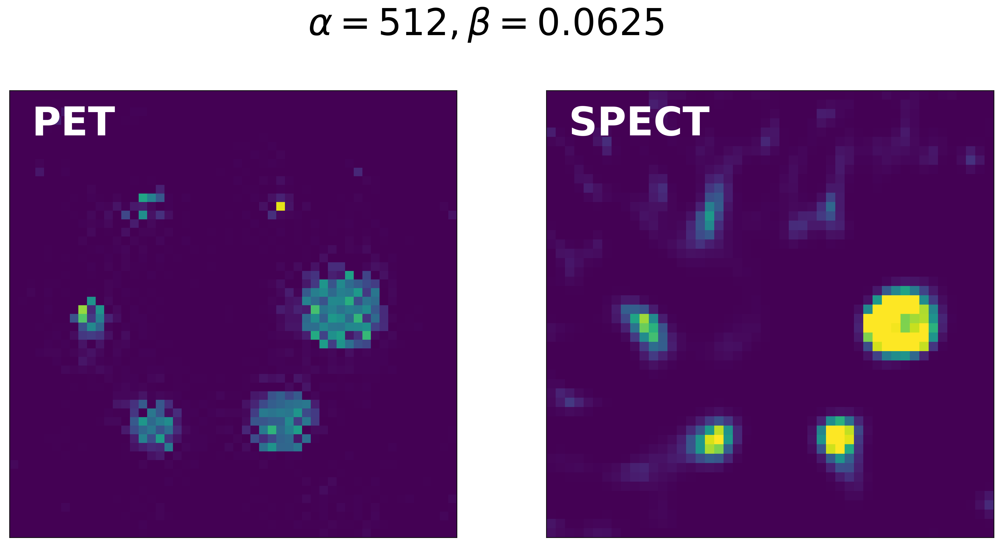 α = 512, β = 0.0625
PET
SPECT